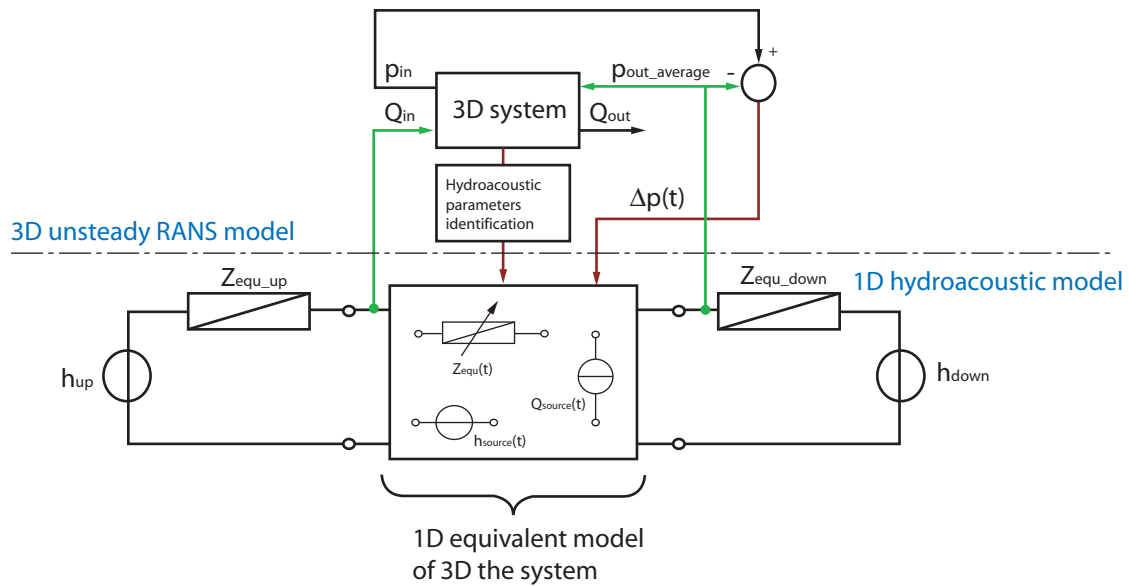 +
pin
pout_average
-
Qin
3D system
Qout
Hydroacoustic
parameters
identification
Δp(t)
3D unsteady RANS model
Zequ_up
Zequ_down
1D hydroacoustic model
hup
Zequ(t)
Qsource(t)
hsource(t)
hdown
1D equivalent model
of 3D the system